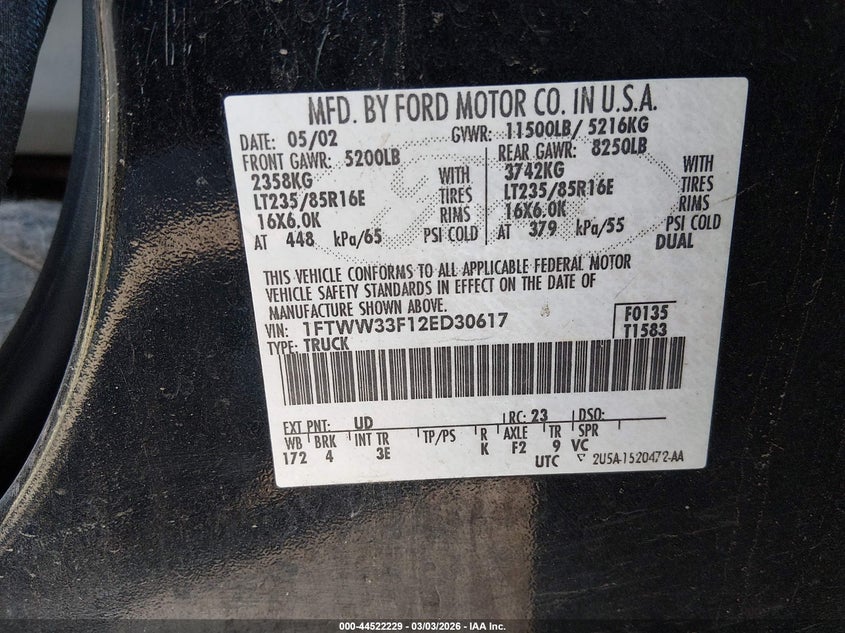 MFD. BY FORD MOTOR CO. IN U.S.A.
DATE: 05/02 GVWR: 11500LB/ 5216KG
FRONT GAWR: 5200LB REAR GAWR: 8250LB
2358KG WITH 3742KG WITH
LT235/85R16E TIRES LT235/85R16E TIRES
16X6.0K RIMS 16X6.0K RIMS
AT 448 kPa/65 PSI COLD AT 379 kPa/55 PSI COLD
DUAL
THIS VEHICLE CONFORMS TO ALL APPLICABLE FEDERAL MOTOR
VEHICLE SAFETY STANDARDS IN EFFECT ON THE DATE OF
MANUFACTURE SHOWN ABOVE.
VIN: 1FTWW33F12ED30617 F0135
TYPE: TRUCK T1583
EXT PNT: UD RC: 23 DSO:
WB BRK INT TR TP/PS R AXLE TR SPR
172 4 3E K F2 9 VC
UTC 2U5A-1520472-AA
000-44522229 - 03/03/2026 - IAA Inc.